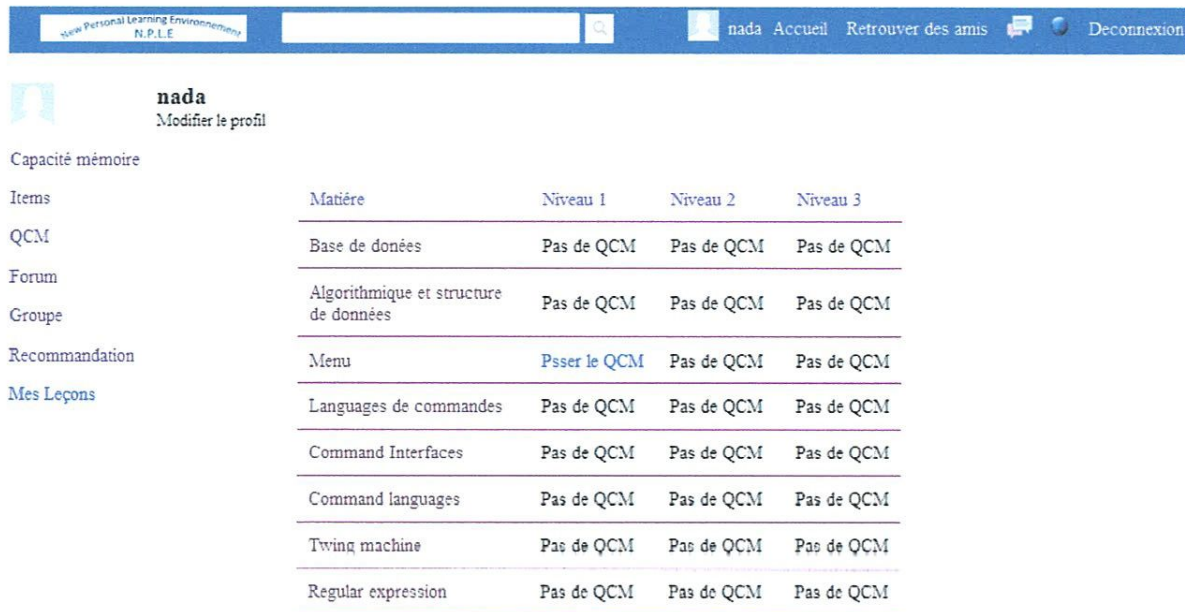 New Personal Learning Environnement
N.P.L.E
nada Accueil Retrouver des amis Deconnexion
nada
Modifier le profil
Capacité mémoire
Items
QCM
Forum
Groupe
Recommandation
Mes Leçons
Matiére Niveau 1 Niveau 2 Niveau 3
Base de donées Pas de QCM Pas de QCM Pas de QCM
Algorithmique et structure
de données Pas de QCM Pas de QCM Pas de QCM
Menu Psser le QCM Pas de QCM Pas de QCM
Languages de commandes Pas de QCM Pas de QCM Pas de QCM
Command Interfaces Pas de QCM Pas de QCM Pas de QCM
Command languages Pas de QCM Pas de QCM Pas de QCM
Twing machine Pas de QCM Pas de QCM Pas de QCM
Regular expression Pas de QCM Pas de QCM Pas de QCM